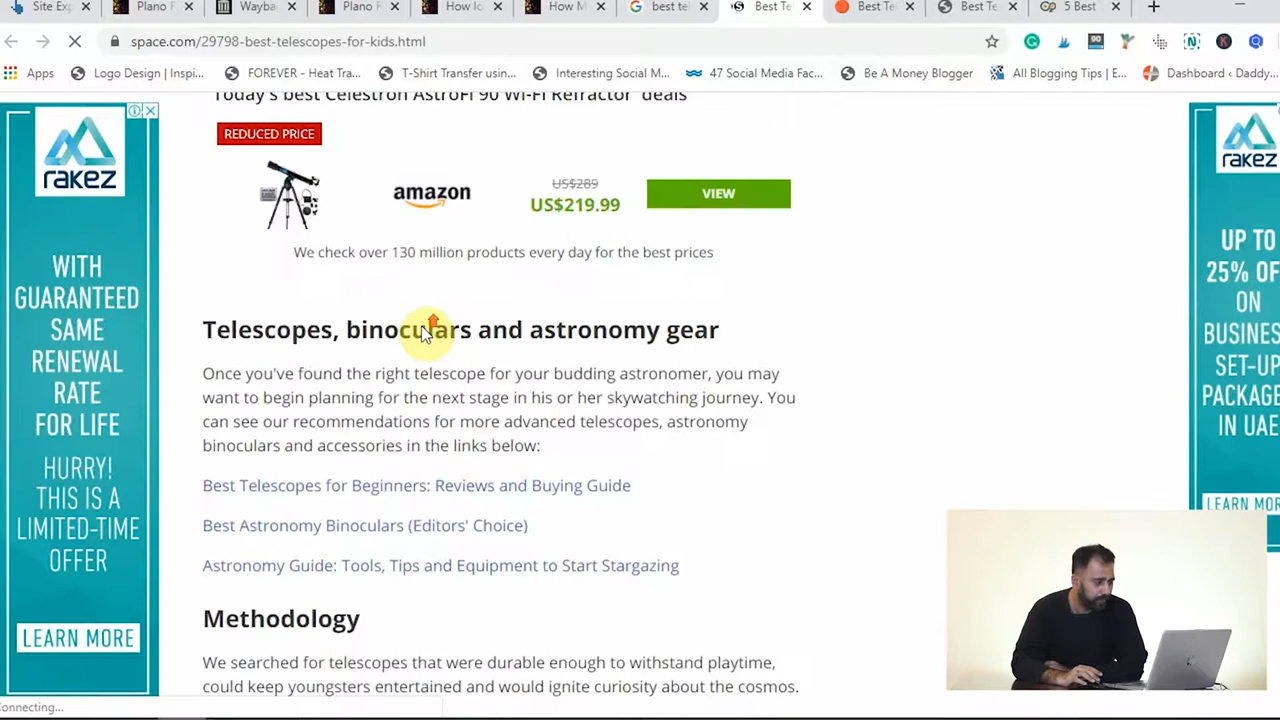 Site Exp
Plano R
Wayba
Plano R
How Ic
How M
best tel
Best Te
Best Te
Best Te
5 Best
space.com/29798-best-telescopes-for-kids.html
Apps
Logo Design | Inspi...
FOREVER - Heat Tra...
T-Shirt Transfer usin...
Interesting Social M...
47 Social Media Fac...
Be A Money Blogger
All Blogging Tips | E...
Dashboard ‹ Daddy...
Today's best Celestron AstroFi 90 Wi-Fi Refractor deals
REDUCED PRICE
amazon
US$289
US$219.99
VIEW
We check over 130 million products every day for the best prices
Telescopes, binoculars and astronomy gear
Once you've found the right telescope for your budding astronomer, you may
want to begin planning for the next stage in his or her skywatching journey. You
can see our recommendations for more advanced telescopes, astronomy
binoculars and accessories in the links below:
Best Telescopes for Beginners: Reviews and Buying Guide
Best Astronomy Binoculars (Editors' Choice)
Astronomy Guide: Tools, Tips and Equipment to Start Stargazing
Methodology
We searched for telescopes that were durable enough to withstand playtime,
could keep youngsters entertained and would ignite curiosity about the cosmos.
rakez
WITH
GUARANTEED
SAME
RENEWAL
RATE
FOR LIFE
HURRY!
THIS IS A
LIMITED-TIME
OFFER
LEARN MORE
rakez
UP TO
25% OF
ON
BUSINES
SET-UP
PACKAGE
IN UAE
LEARN MOR
Connecting...